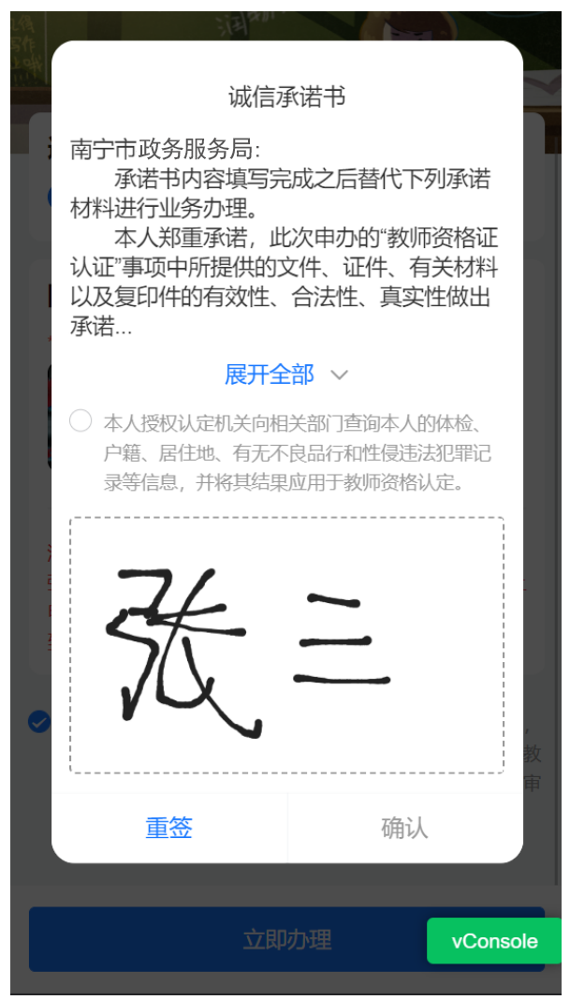 诚信承诺书
南宁市政务服务局：
承诺书内容填写完成之后替代下列承诺
材料进行业务办理。
本人郑重承诺，此次申办的“教师资格证
认证”事项中所提供的文件、证件、有关材料
以及复印件的有效性、合法性、真实性做出
承诺...
展开全部
本人授权认定机关向相关部门查询本人的体检、
户籍、居住地、有无不良品行和性侵违法犯罪记
录等信息，并将其结果应用于教师资格认定。
张三
教
审
重签 确认
立即办理
vConsole